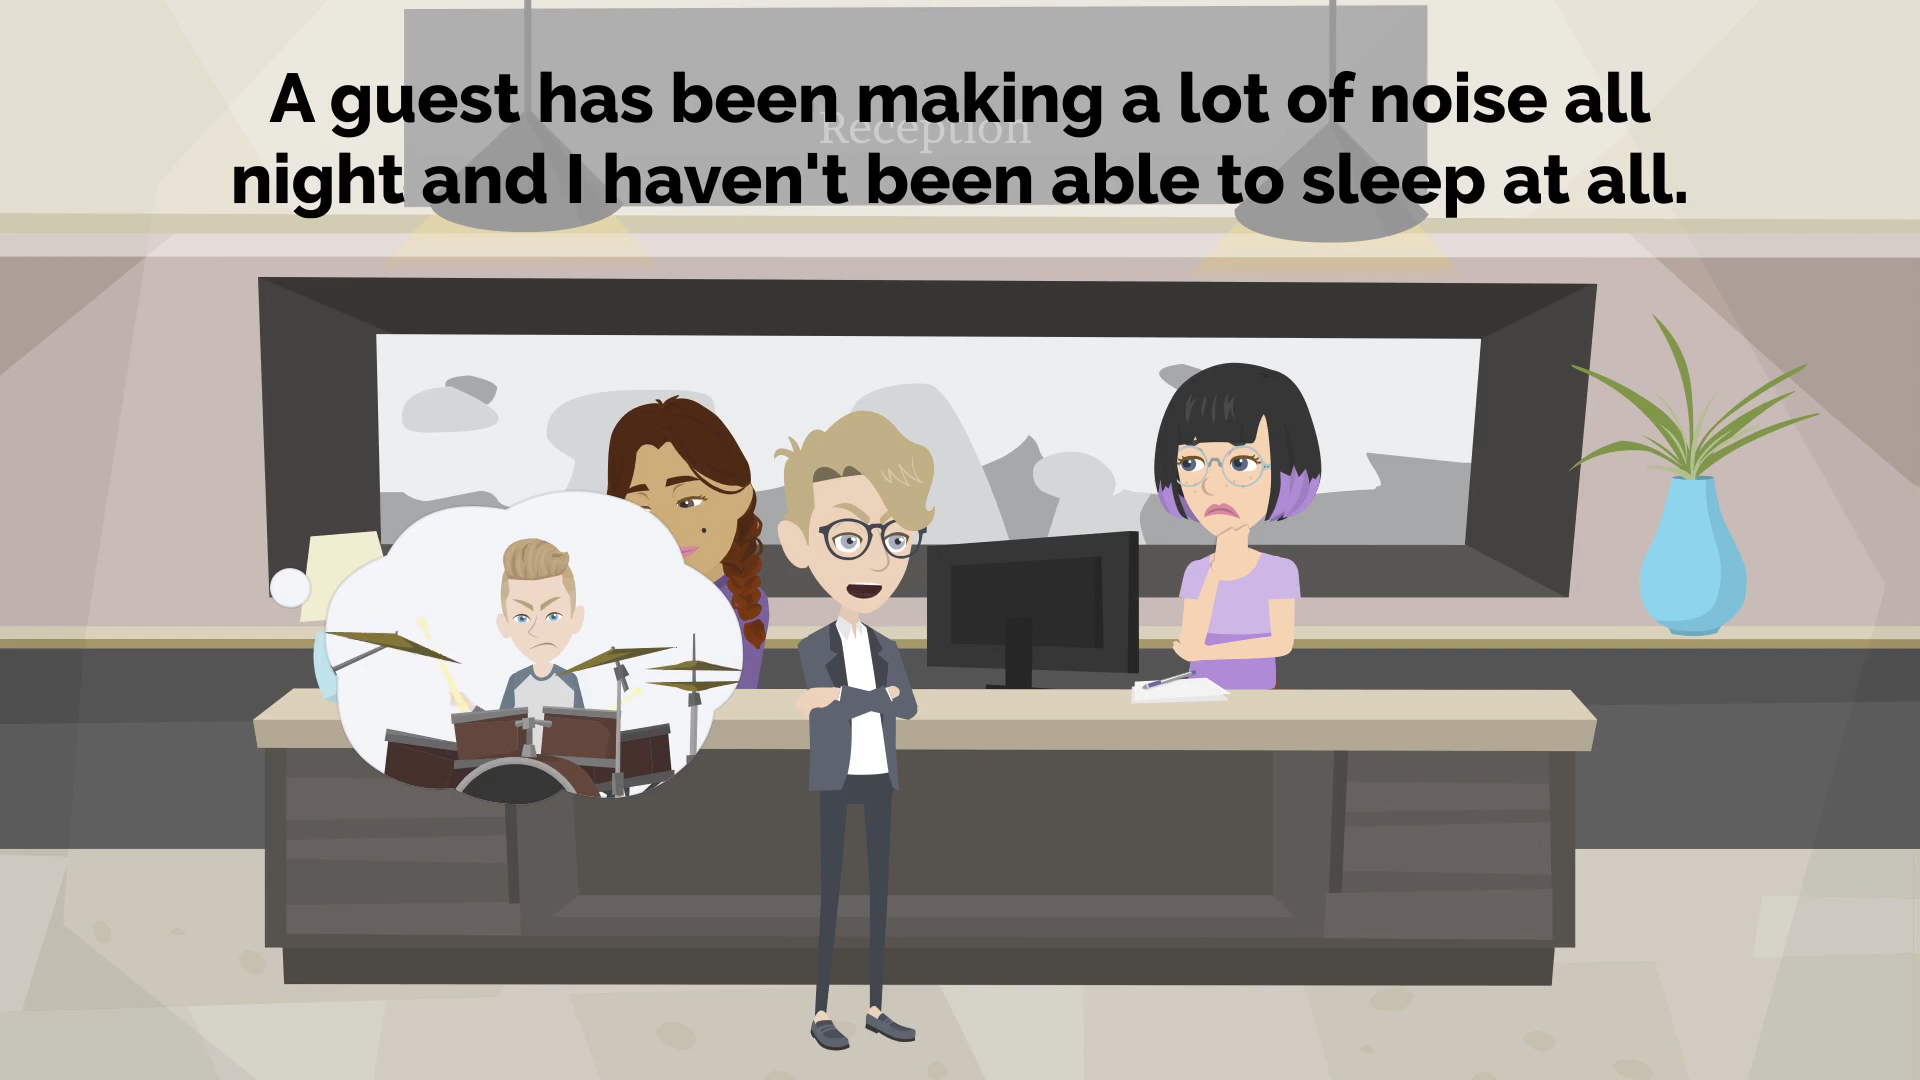 A guest has been making a lot of noise all
Reception
night and I haven't been able to sleep at all.